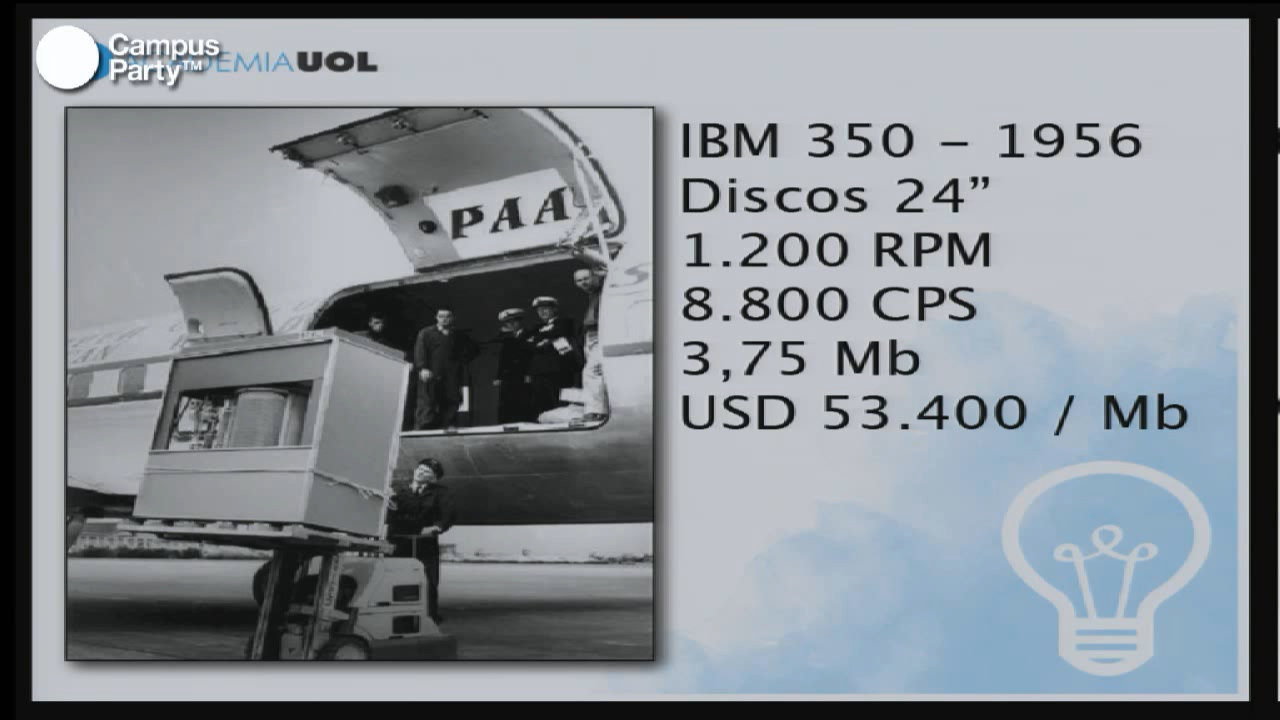 Campus
Party™
DEMIAUOL
PAA
IBM 350 – 1956
Discos 24”
1.200 RPM
8.800 CPS
3,75 Mb
USD 53.400 / Mb